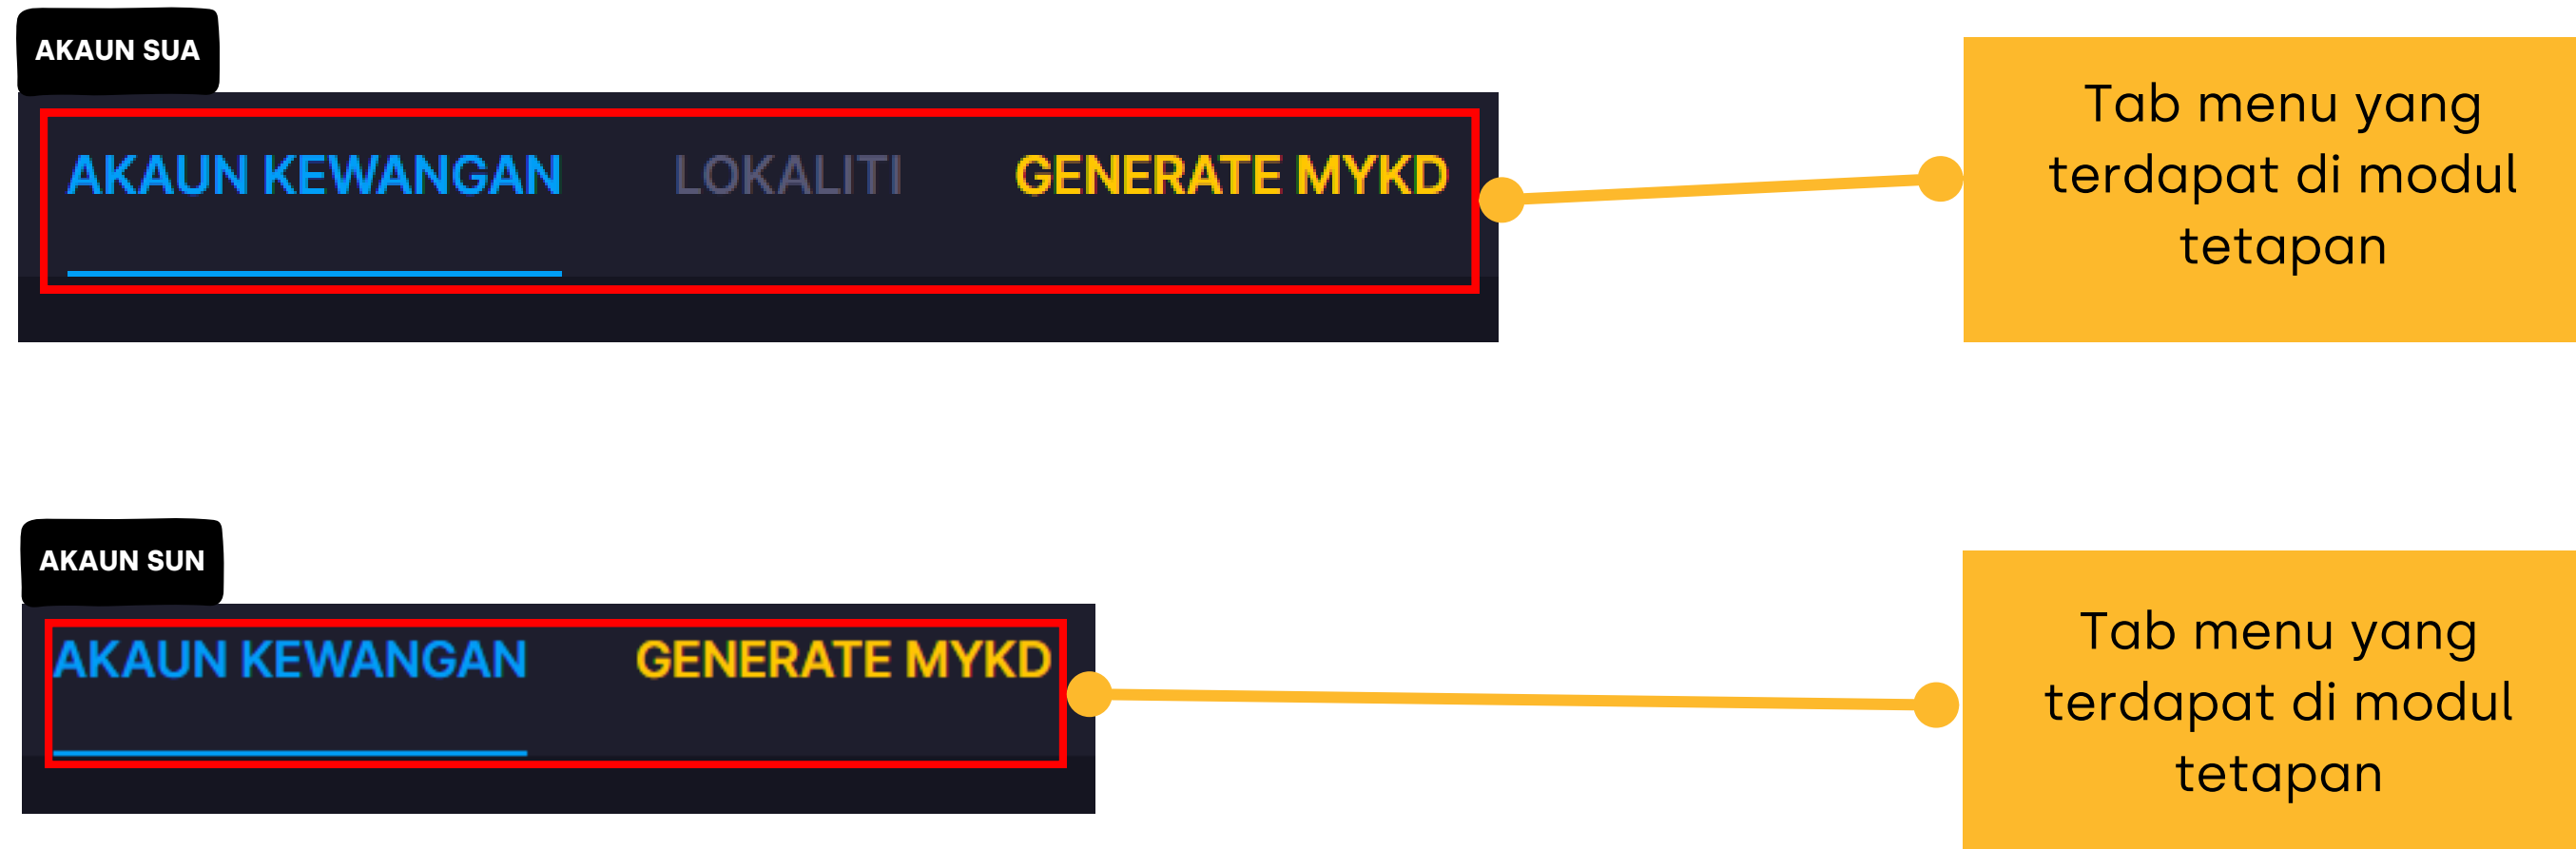 AKAUN SUA
AKAUN KEWANGAN LOKALITI GENERATE MYKD
Tab menu yang
terdapat di modul
tetapan
AKAUN SUN
AKAUN KEWANGAN GENERATE MYKD
Tab menu yang
terdapat di modul
tetapan